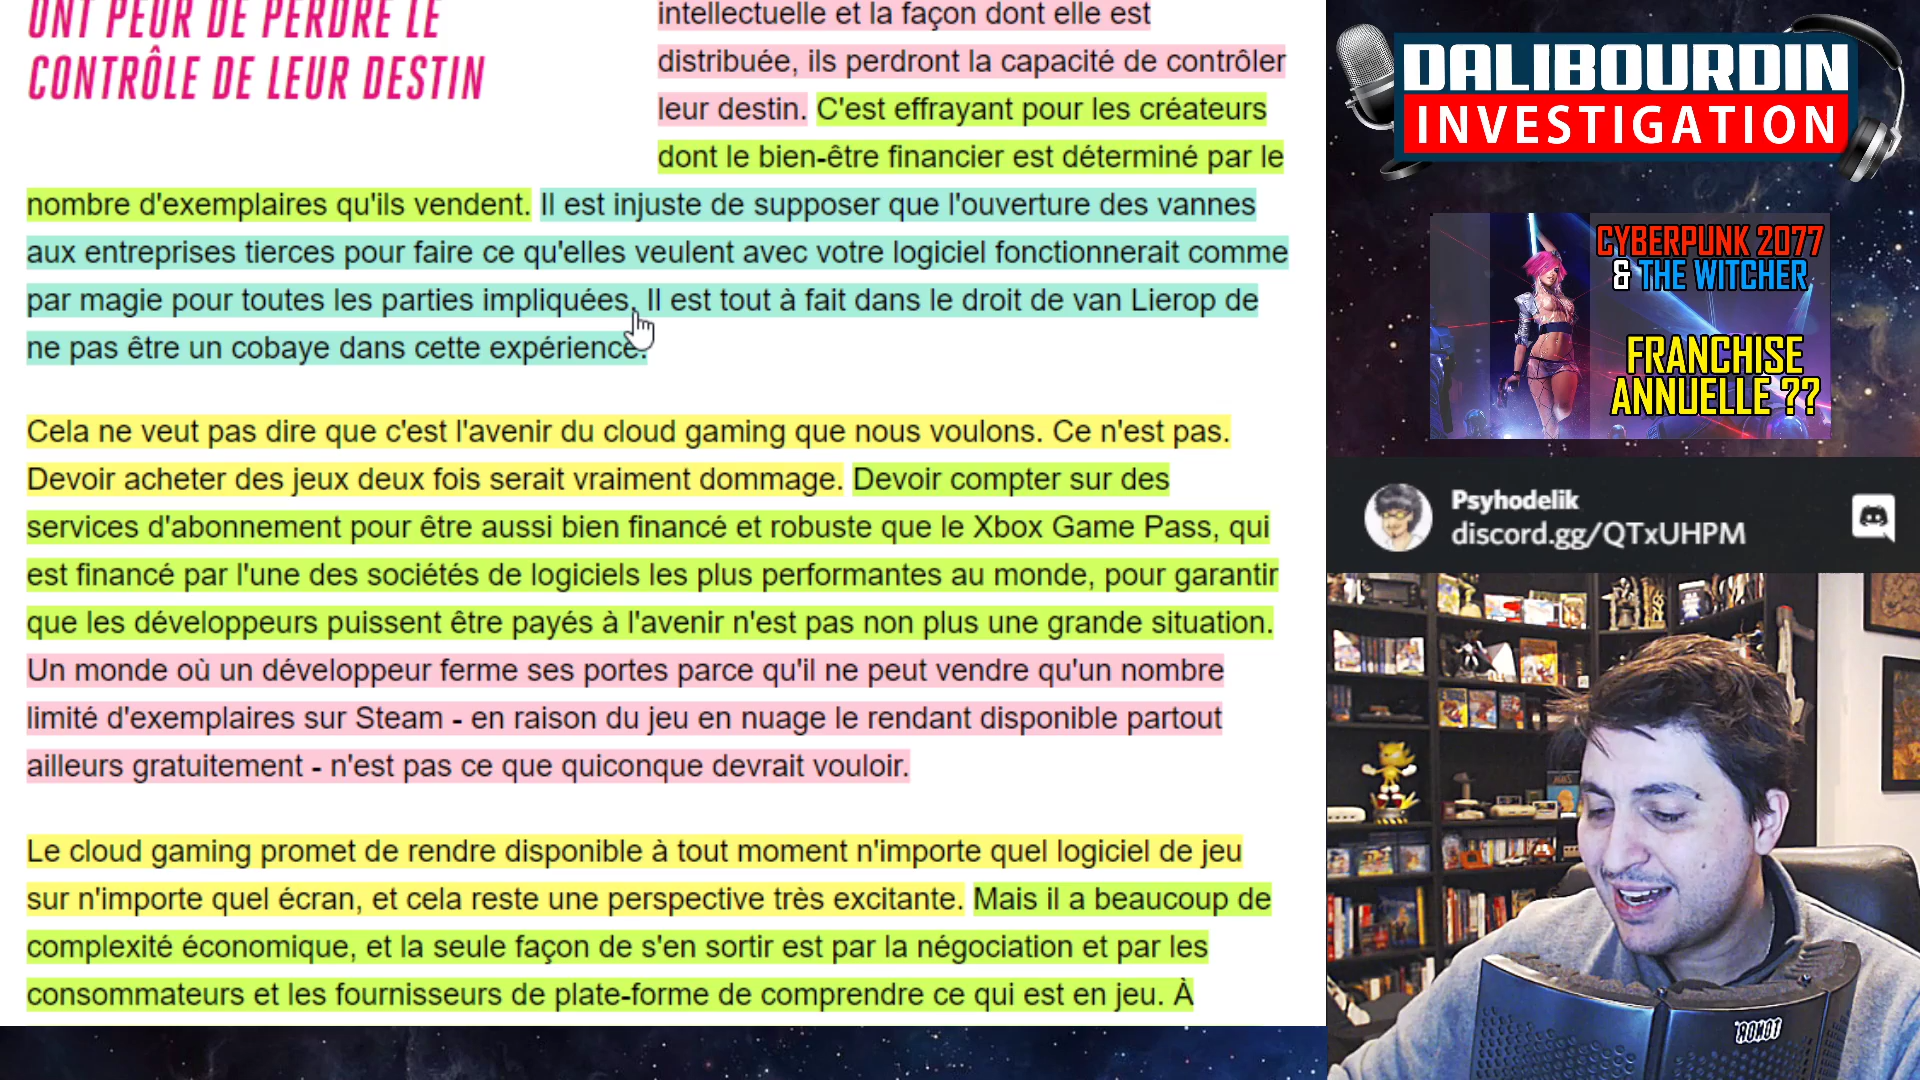 ONT PEUR DE PERDRE LE
CONTRÔLE DE LEUR DESTIN
intellectuelle et la façon dont elle est
distribuée, ils perdront la capacité de contrôler
leur destin. C'est effrayant pour les créateurs
dont le bien-être financier est déterminé par le
nombre d'exemplaires qu'ils vendent. Il est injuste de supposer que l'ouverture des vannes
aux entreprises tierces pour faire ce qu'elles veulent avec votre logiciel fonctionnerait comme
par magie pour toutes les parties impliquées. Il est tout à fait dans le droit de van Lierop de
ne pas être un cobaye dans cette expérience.
Cela ne veut pas dire que c'est l'avenir du cloud gaming que nous voulons. Ce n'est pas.
Devoir acheter des jeux deux fois serait vraiment dommage. Devoir compter sur des
services d'abonnement pour être aussi bien financé et robuste que le Xbox Game Pass, qui
est financé par l'une des sociétés de logiciels les plus performantes au monde, pour garantir
que les développeurs puissent être payés à l'avenir n'est pas non plus une grande situation.
Un monde où un développeur ferme ses portes parce qu'il ne peut vendre qu'un nombre
limité d'exemplaires sur Steam - en raison du jeu en nuage le rendant disponible partout
ailleurs gratuitement - n'est pas ce que quiconque devrait vouloir.
Le cloud gaming promet de rendre disponible à tout moment n'importe quel logiciel de jeu
sur n'importe quel écran, et cela reste une perspective très excitante. Mais il a beaucoup de
complexité économique, et la seule façon de s'en sortir est par la négociation et par les
consommateurs et les fournisseurs de plate-forme de comprendre ce qui est en jeu. À
DALIBOURDIN
INVESTIGATION
CYBERPUNK 2077
& THE WITCHER
FRANCHISE
ANNUELLE ??
Psyhodelik
discord.gg/QTxUHPM